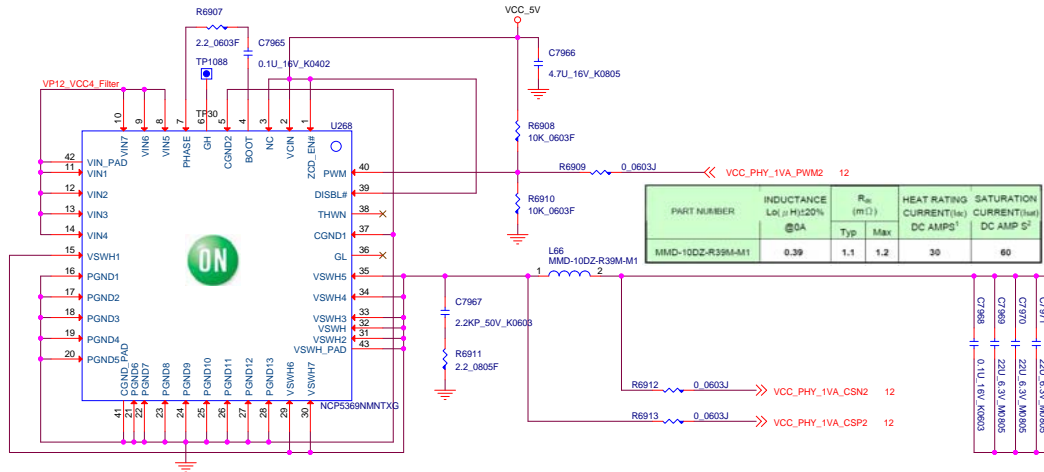 VCC_5V
R6907
2.2_0603F
C7965
0.1U_16V_K0402
TP1088
C7966
4.7U_16V_K0805
VP12_VCC4_Filter
TP30
U268
10
9
8
7
6
5
4
3
2
1
VIN7
VIN6
VIN5
PHASE
GH
CGND2
BOOT
NC
VCIN
ZCD_EN#
R6908
10K_0603F
42
VIN_PAD
11
VIN1
12
VIN2
13
VIN3
14
VIN4
15
VSWH1
16
PGND1
17
PGND2
18
PGND3
19
PGND4
20
PGND5
PWM
40
DISBL#
39
THWN
38
CGND1
37
GL
36
VSWH5
35
VSWH4
34
VSWH3
33
VSWH
32
VSWH2
31
VSWH_PAD
43
ON
R6909
0_0603J
VCC_PHY_1VA_PWM2 12
R6910
10K_0603F
PART NUMBER
INDUCTANCE
Lo(μH)±20%
@0A
Rdc
(mΩ)
Typ
Max
HEAT RATING
CURRENT(Idc)
DC AMPS¹
SATURATION
CURRENT(Isat)
DC AMP S²
MMD-10DZ-R39M-M1
0.39
1.1
1.2
30
60
L66
MMD-10DZ-R39M-M1
1
2
C7967
2.2KP_50V_K0603
R6911
2.2_0805F
C7968
0.1U_16V_K0603
C7969
22U_6.3V_M0805
C7970
22U_6.3V_M0805
C7971
22U_6.3V_M0805
CGND_PAD
PGND6
PGND7
PGND8
PGND9
PGND10
PGND11
PGND12
PGND13
VSWH6
VSWH7
NCP5369NMNTXG
41
21
22
23
24
25
26
27
28
29
30
R6912
0_0603J
VCC_PHY_1VA_CSN2 12
R6913
0_0603J
VCC_PHY_1VA_CSP2 12